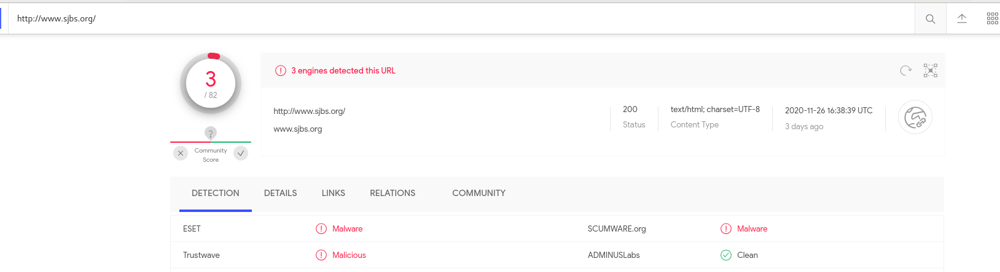 http://www.sjbs.org/
3
/ 82
?
Community
Score
3 engines detected this URL
http://www.sjbs.org/
www.sjbs.org
200
Status
text/html; charset=UTF-8
Content Type
2020-11-26 16:38:39 UTC
3 days ago
DETECTION DETAILS LINKS RELATIONS COMMUNITY
ESET Malware SCUMWARE.org Malware
Trustwave Malicious ADMINUSLabs Clean